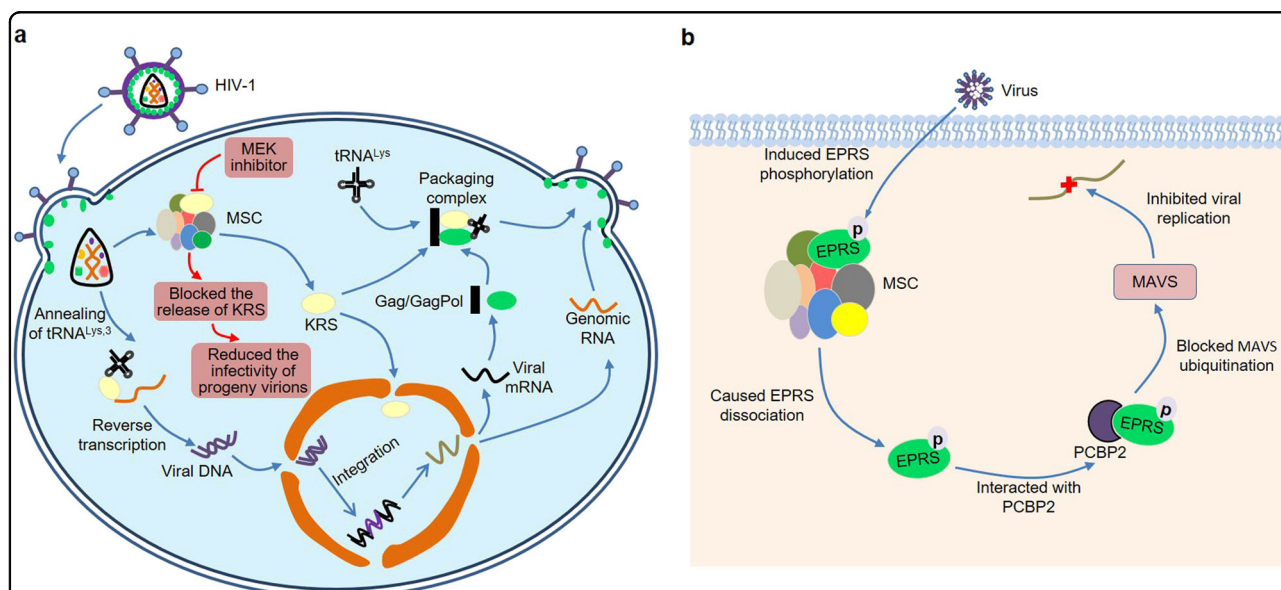 a
HIV-1
MEK
inhibitor
MSC
tRNALys
Packaging
complex
Blocked the
release of KRS
Reduced the
infectivity of
progeny virions
KRS
Gag/GagPol
Genomic
RNA
Annealing
of tRNALys,3
Viral
mRNA
Reverse
transcription
Viral DNA
Integration
b
Virus
Induced EPRS
phosphorylation
p
EPRS
MSC
Caused EPRS
dissociation
p
EPRS
Interacted with
PCBP2
PCBP2
EPRS
p
Blocked MAVS
ubiquitination
MAVS
Inhibited viral
replication